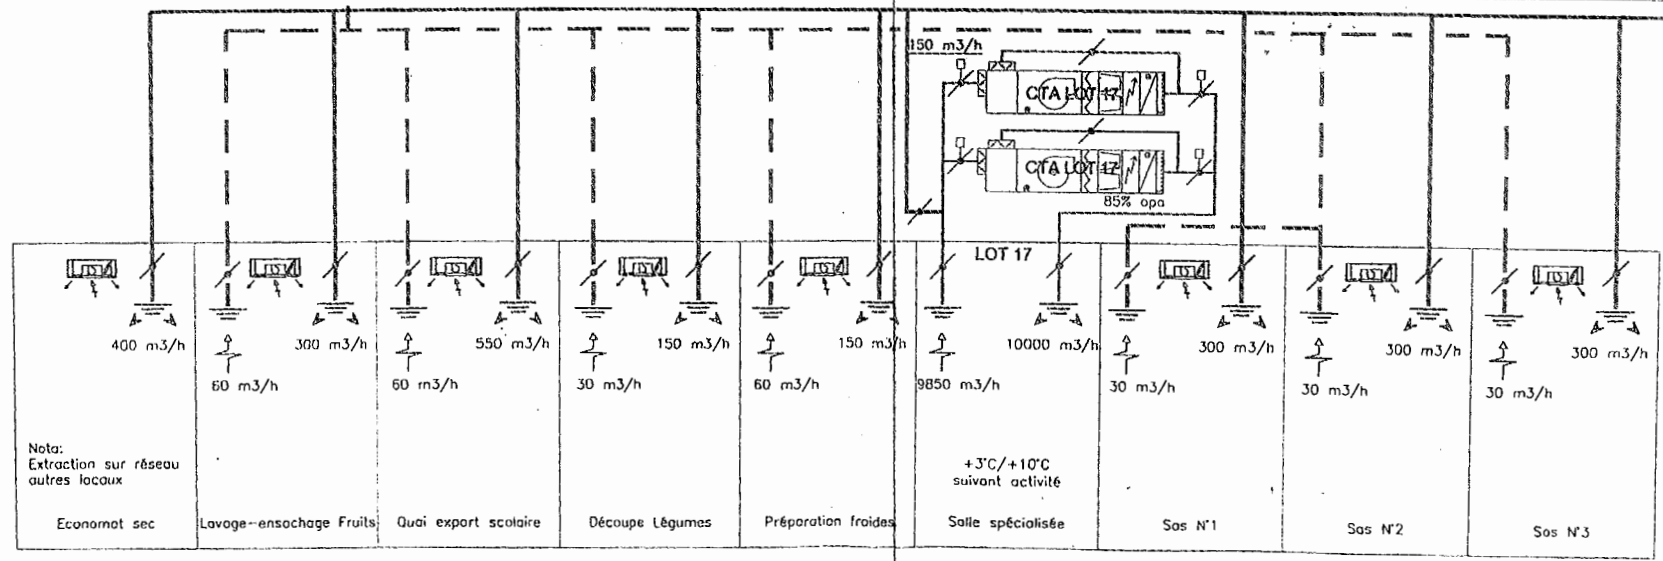 150 m3/h
CTA LOT 17
CTA LOT 17
85% opa
LOT 17
400 m3/h
300 m3/h
550 m3/h
150 m3/h
150 m3/h
10000 m3/h
300 m3/h
300 m3/h
300 m3/h
60 m3/h
60 m3/h
30 m3/h
60 m3/h
9850 m3/h
30 m3/h
30 m3/h
30 m3/h
Nota:
Extraction sur réseau
autres locaux
+3°C/+10°C
suivant activité
Economat sec
Lavage-ensachage Fruits
Quai export scolaire
Découpe Légumes
Préparation froides
Salle spécialisée
Sas N°1
Sas N°2
Sas N°3